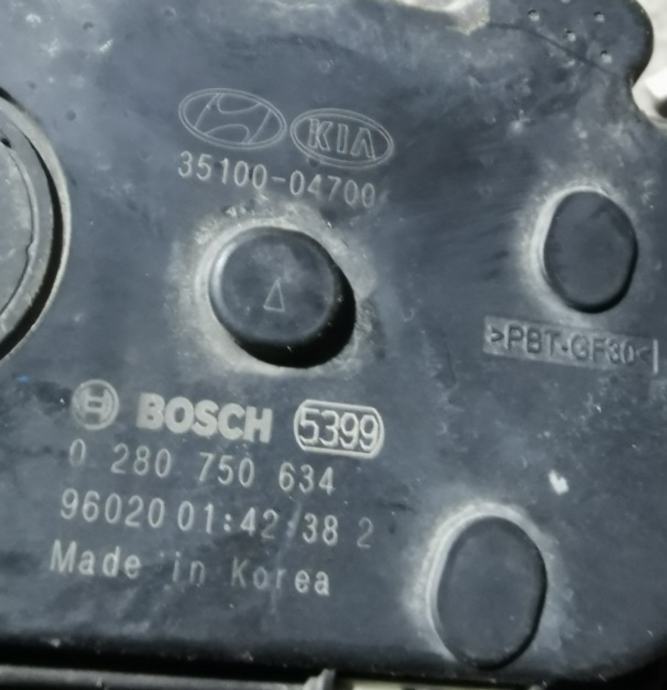 KIA
35100-04700
>PBT-GF30<
BOSCH 5399
0 280 750 634
96020 01:42:38 2
Made in Korea